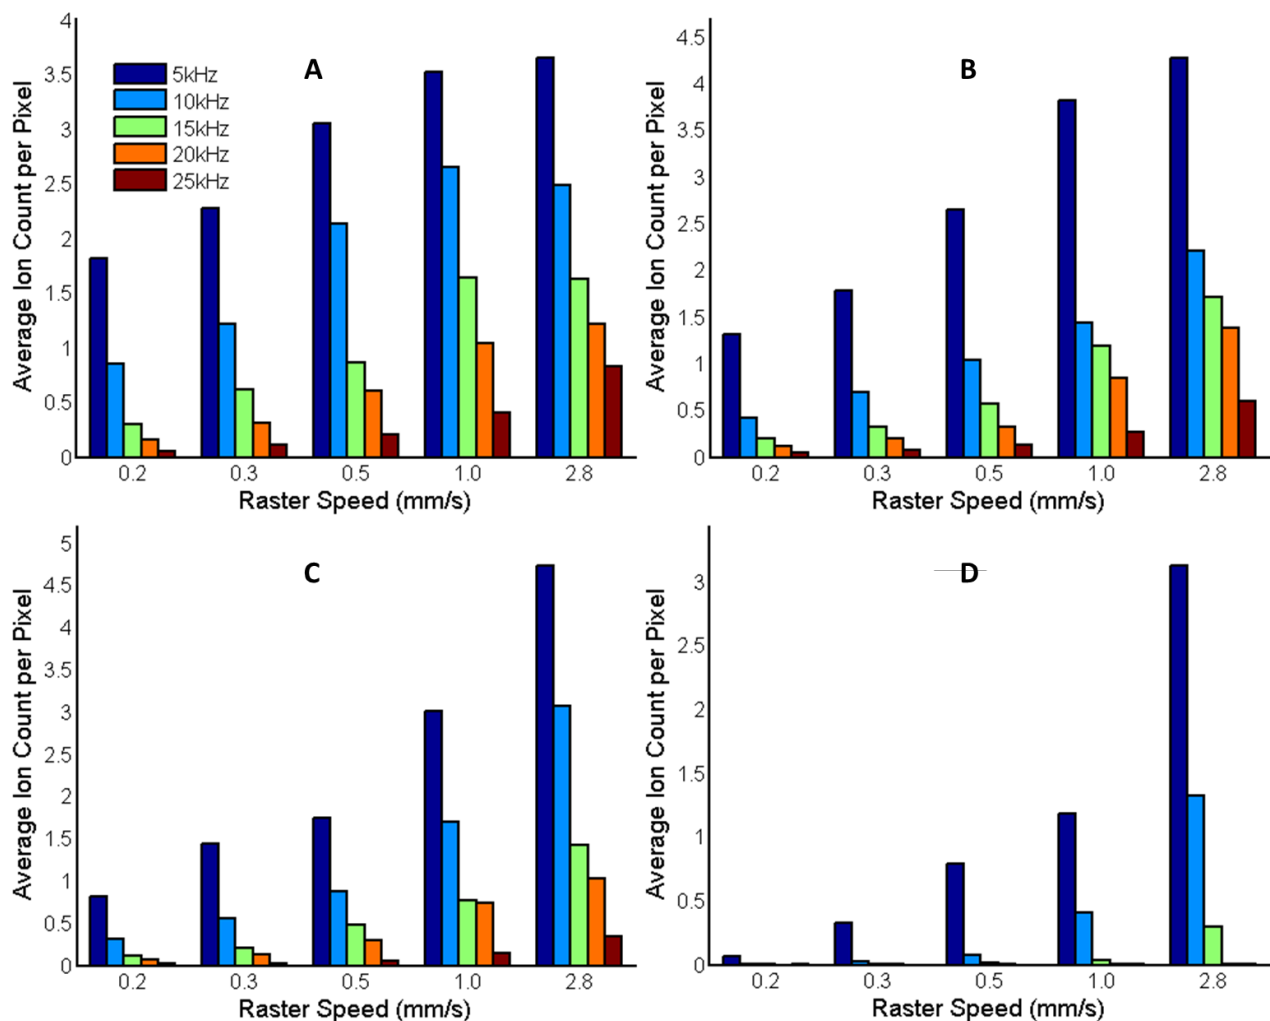 A
4
3.5
3
2.5
2
1.5
1
0.5
0
Average Ion Count per Pixel
5kHz
10kHz
15kHz
20kHz
25kHz
0.2 0.3 0.5 1.0 2.8
Raster Speed (mm/s)
B
4.5
4
3.5
3
2.5
2
1.5
1
0.5
0
Average Ion Count per Pixel
0.2 0.3 0.5 1.0 2.8
Raster Speed (mm/s)
C
5
4.5
4
3.5
3
2.5
2
1.5
1
0.5
0
Average Ion Count per Pixel
0.2 0.3 0.5 1.0 2.8
Raster Speed (mm/s)
D
3
2.5
2
1.5
1
0.5
0
Average Ion Count per Pixel
0.2 0.3 0.5 1.0 2.8
Raster Speed (mm/s)